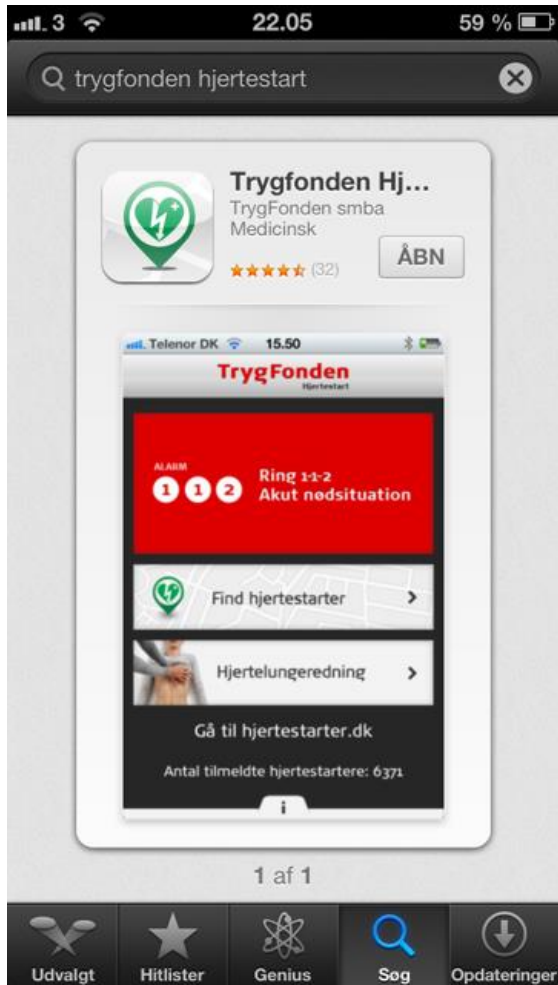 3 22.05 59 %
trygfonden hjertestart
Trygfonden Hj...
TrygFonden smba
Medicinsk
(32)
ÅBN
Telenor DK 15.50
TrygFonden
Hjertestart
ALARM
1 1 2
Ring 1-1-2
Akut nødsituation
Find hjertestarter
Hjertelungeredning
Gå til hjertestarter.dk
Antal tilmeldte hjertestartere: 6371
i
1 af 1
Udvalgt Hitlister Genius Søg Opdateringer